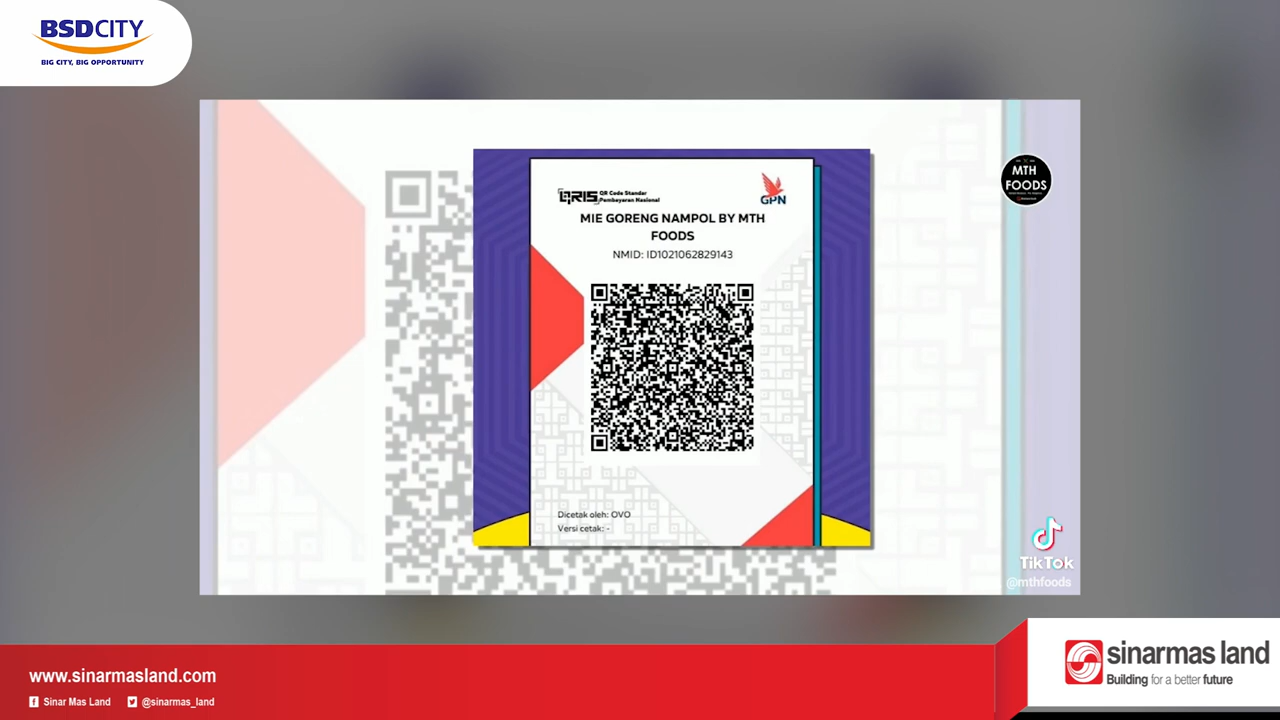 BSDCITY
BIG CITY, BIG OPPORTUNITY
MTH
FOODS
QRIS QR Code Standar
Pembayaran Nasional
GPN
MIE GORENG NAMPOL BY MTH
FOODS
NMID: ID1021062829143
Dicetak oleh: OVO
Versi cetak: -
TikTok
@mthfoods
www.sinarmasland.com
Sinar Mas Land
@sinarmas_land
sinarmas land
Building for a better future